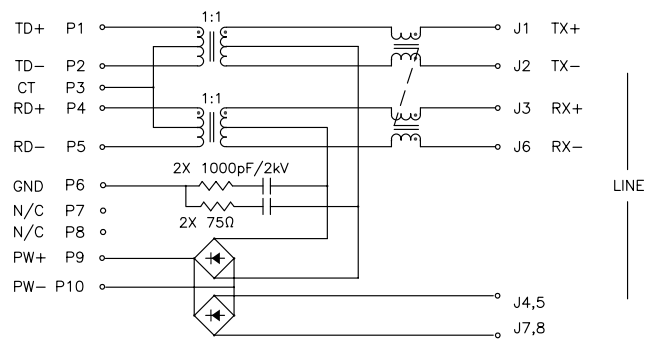 1:1
TD+ P1 J1 TX+
TD- P2 J2 TX-
CT P3
1:1
RD+ P4 J3 RX+
RD- P5 J6 RX-
2X 1000pF/2kV
GND P6
LINE
N/C P7
2X 75Ω
N/C P8
PW+ P9
PW- P10
J4,5
J7,8